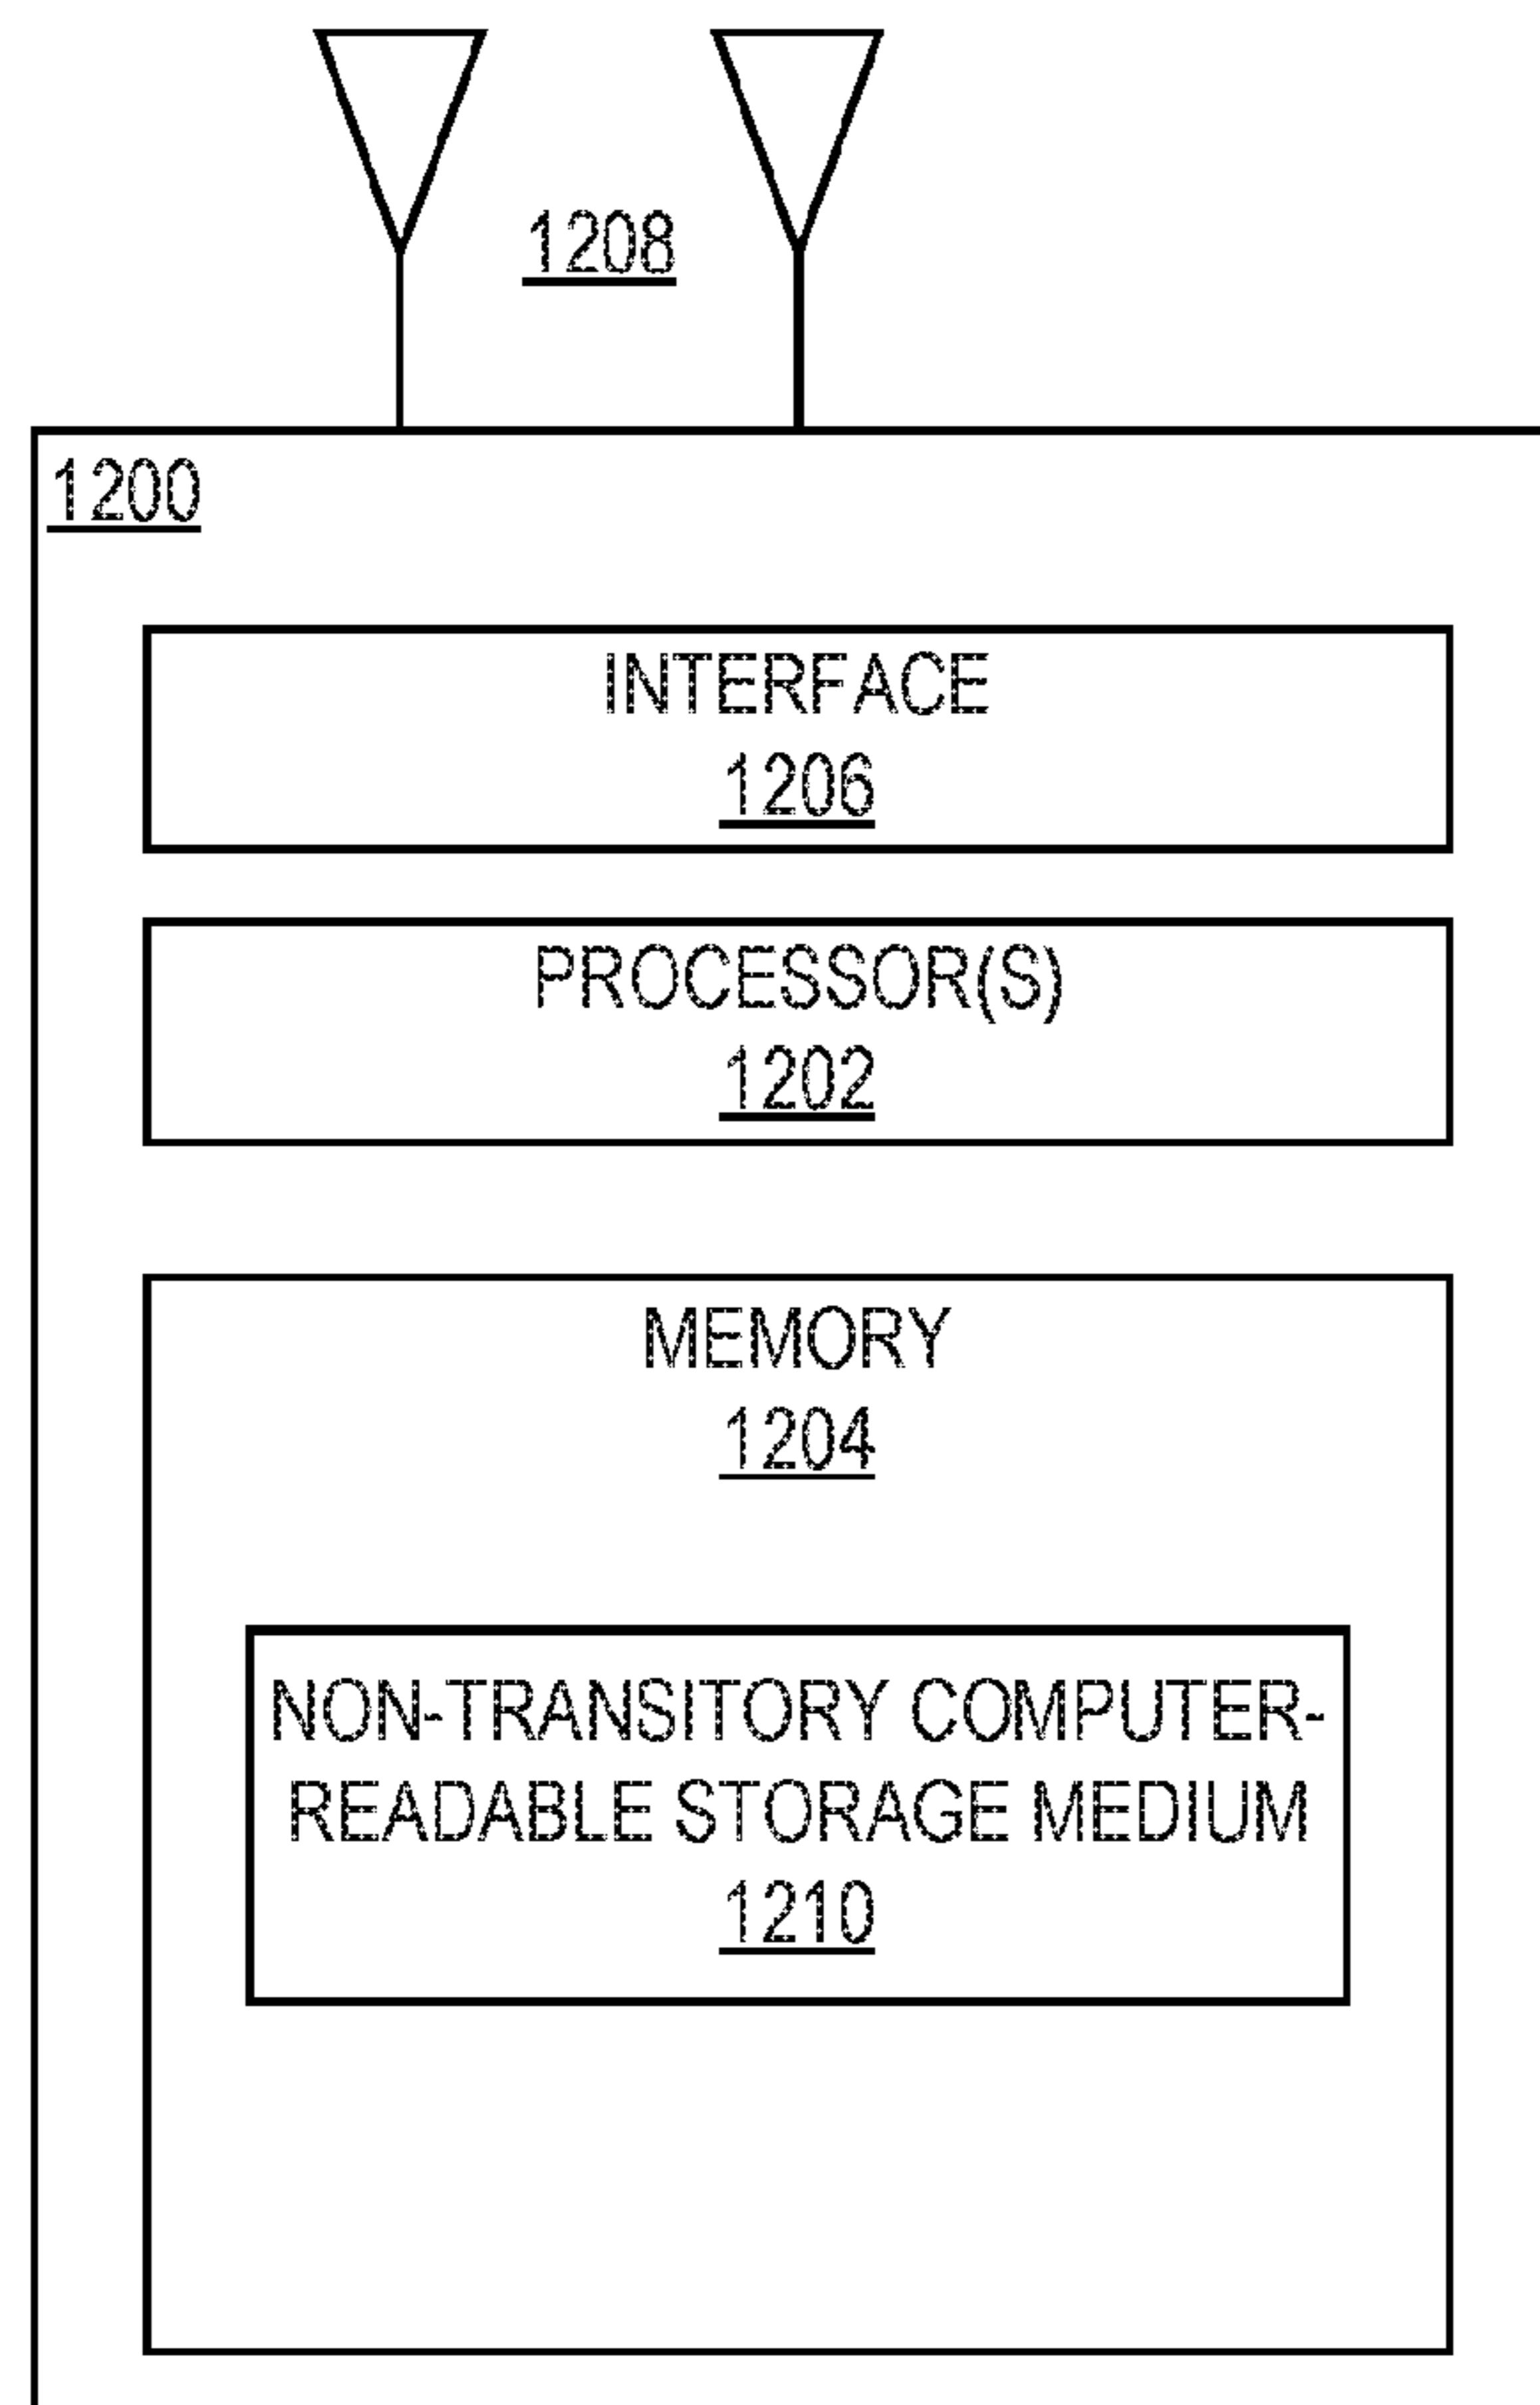 1208
1200
INTERFACE
1206
PROCESSOR(S)
1202
MEMORY
1204
NON-TRANSITORY COMPUTER-
READABLE STORAGE MEDIUM
1210